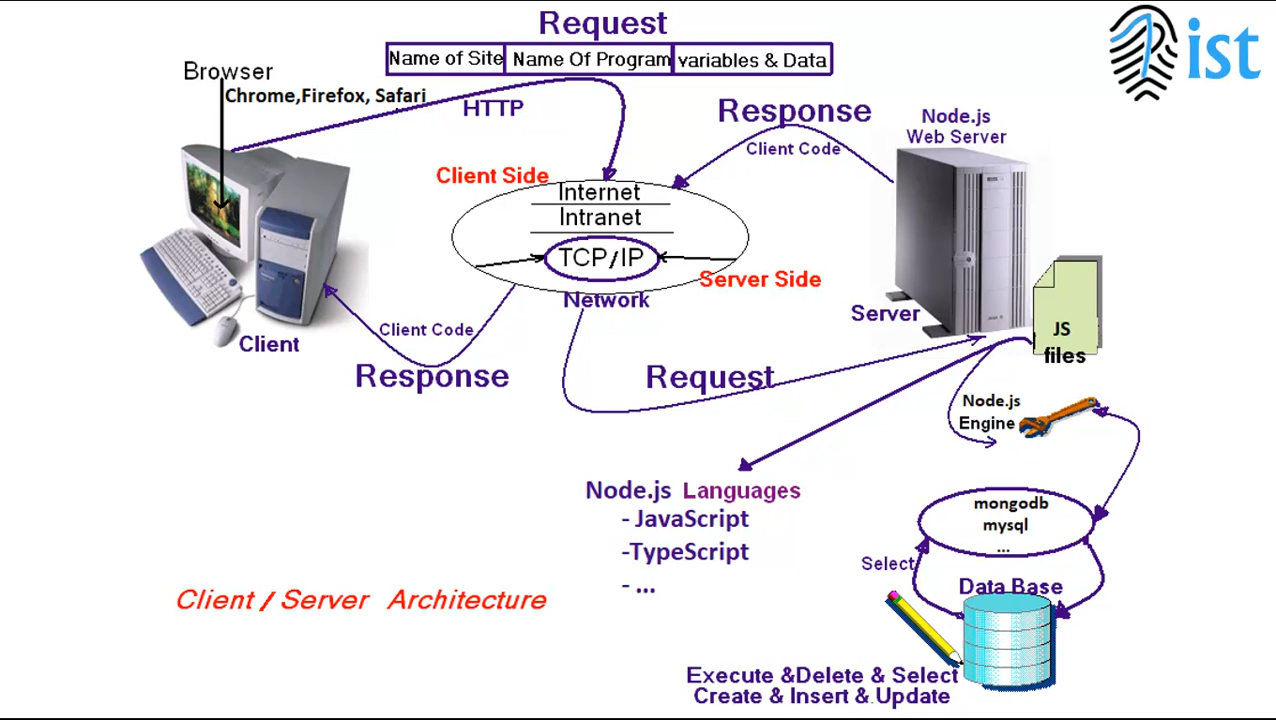 Request
ist
Name of Site
Name Of Program
variables & Data
Browser
Chrome,Firefox, Safari
HTTP
Response
Client Code
Node.js
Web Server
Client Side
Internet
Intranet
TCP/IP
Server Side
Network
Server
Client
Client Code
Response
Request
JS
files
Node.js
Engine
Node.js Languages
- JavaScript
-TypeScript
- ...
mongodb
mysql
...
Select
Data Base
Client / Server Architecture
Execute &Delete & Select
Create & Insert & Update